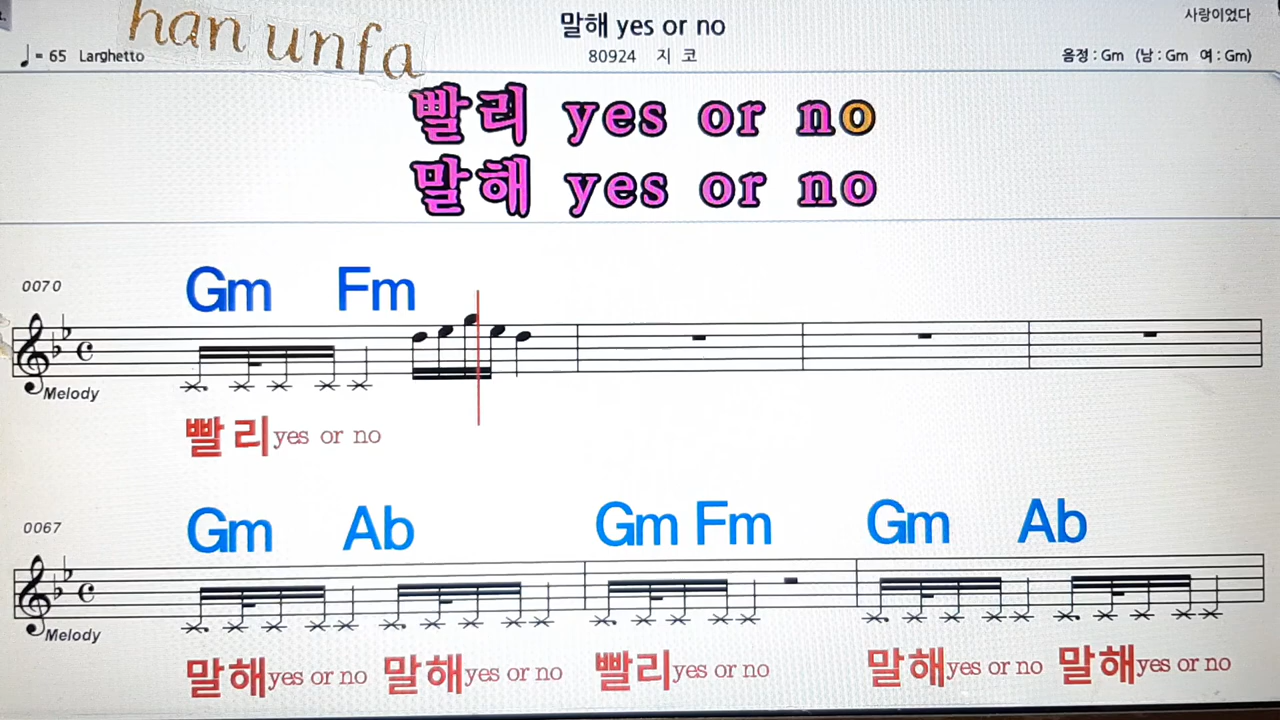 han unfa
말해 yes or no
사랑이었다
♩= 65 Larghetto
80924 지 코
음정 : Gm (남 : Gm 여 : Gm)
빨리 yes or no
말해 yes or no
0070
Gm Fm
Melody
빨 리 yes or no
0067
Gm Ab Gm Fm Gm Ab
Melody
말해 yes or no 말해 yes or no 빨리 yes or no 말해 yes or no 말해 yes or no